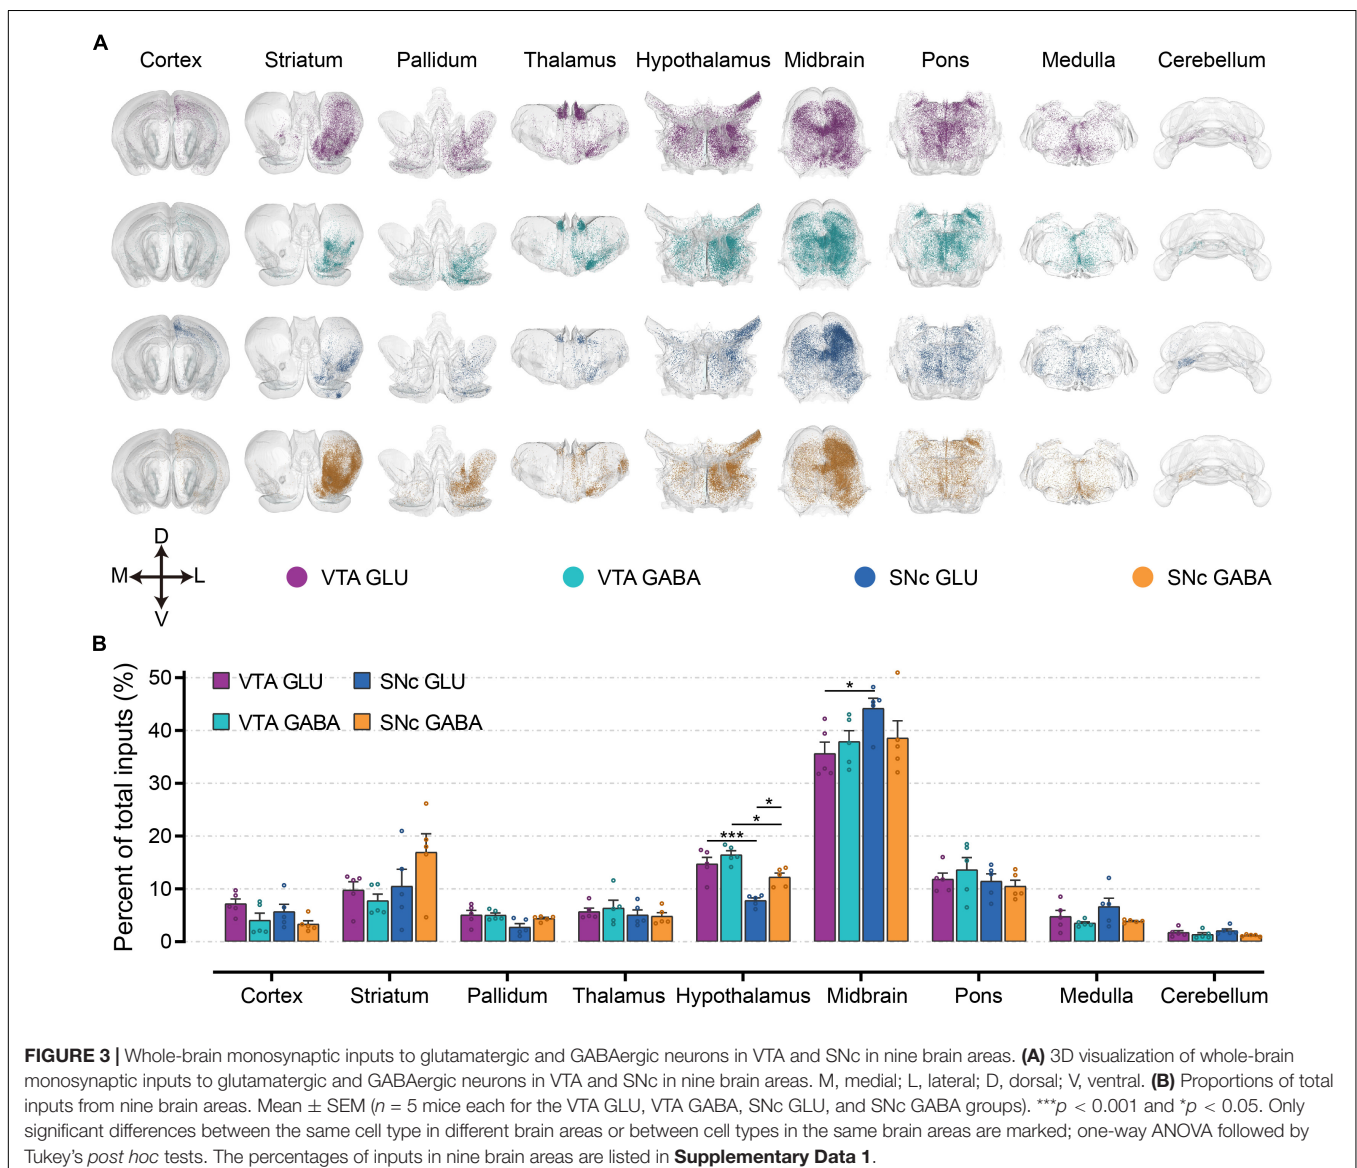 A
Cortex Striatum Pallidum Thalamus Hypothalamus Midbrain Pons Medulla Cerebellum
D
M L
V
VTA GLU VTA GABA SNc GLU SNc GABA
B
Percent of total inputs (%)
50
40
30
20
10
0
VTA GLU SNc GLU
VTA GABA SNc GABA
*
*
*
***
Cortex Striatum Pallidum Thalamus Hypothalamus Midbrain Pons Medulla Cerebellum
FIGURE 3 | Whole-brain monosynaptic inputs to glutamatergic and GABAergic neurons in VTA and SNc in nine brain areas. (A) 3D visualization of whole-brain
monosynaptic inputs to glutamatergic and GABAergic neurons in VTA and SNc in nine brain areas. M, medial; L, lateral; D, dorsal; V, ventral. (B) Proportions of total
inputs from nine brain areas. Mean ± SEM (n = 5 mice each for the VTA GLU, VTA GABA, SNc GLU, and SNc GABA groups). ***p < 0.001 and *p < 0.05. Only
significant differences between the same cell type in different brain areas or between cell types in the same brain areas are marked; one-way ANOVA followed by
Tukey's post hoc tests. The percentages of inputs in nine brain areas are listed in Supplementary Data 1.